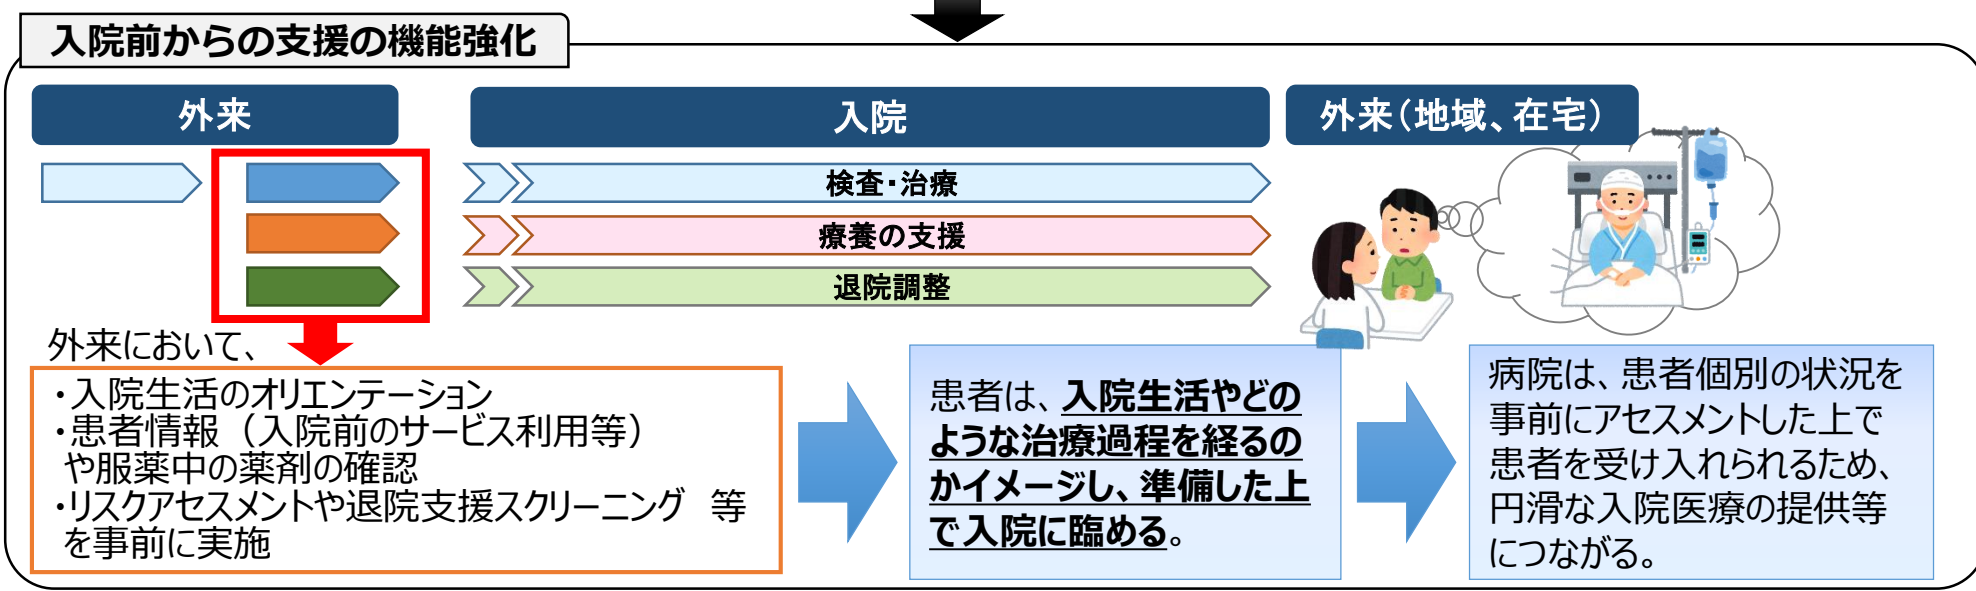 入院前からの支援の機能強化
外来
入院
外来（地域、在宅）
検査・治療
療養の支援
退院調整
外来において、
・入院生活のオリエンテーション
・患者情報（入院前のサービス利用等）
や服薬中の薬剤の確認
・リスクアセスメントや退院支援スクリーニング　等
を事前に実施
患者は、入院生活やどの
ような治療過程を経るの
かイメージし、準備した上
で入院に臨める。
病院は、患者個別の状況を
事前にアセスメントした上で
患者を受け入れられるため、
円滑な入院医療の提供等
につながる。